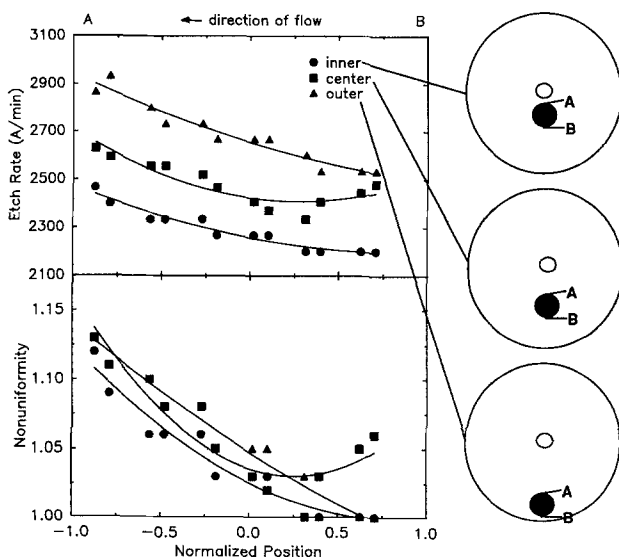 A ← direction of flow B
3100
2900
2700
2500
2300
2100
Etch Rate (A/min)
inner
center
outer
1.15
1.10
1.05
1.00
Nonuniformity
-1.0 -0.5 0.0 0.5 1.0
Normalized Position
A
B
A
B
A
B